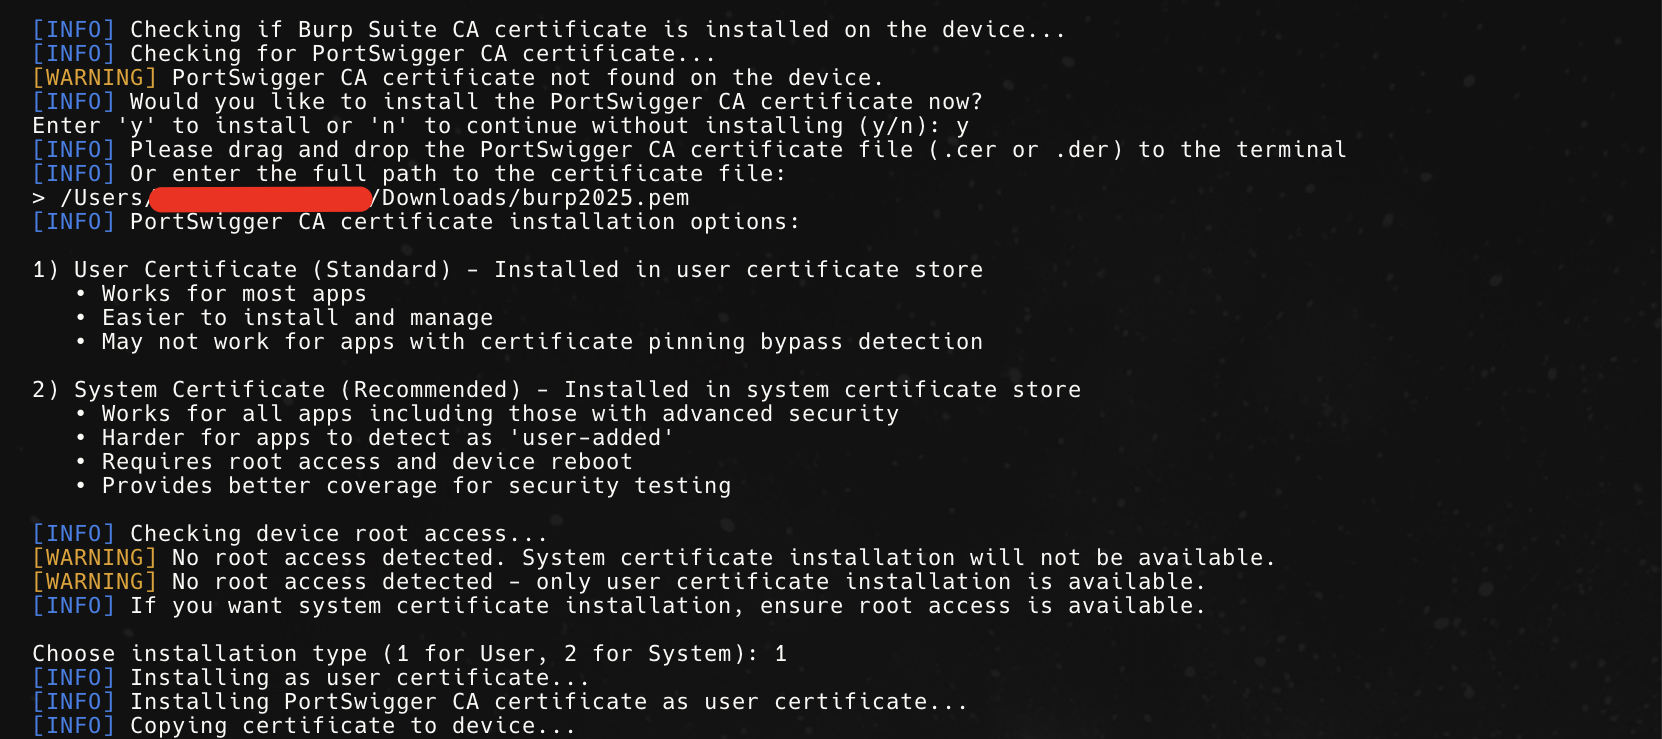 [INFO] Checking if Burp Suite CA certificate is installed on the device...
[INFO] Checking for PortSwigger CA certificate...
[WARNING] PortSwigger CA certificate not found on the device.
[INFO] Would you like to install the PortSwigger CA certificate now?
Enter 'y' to install or 'n' to continue without installing (y/n): y
[INFO] Please drag and drop the PortSwigger CA certificate file (.cer or .der) to the terminal
[INFO] Or enter the full path to the certificate file:
> /Users/ /Downloads/burp2025.pem
[INFO] PortSwigger CA certificate installation options:
1) User Certificate (Standard) - Installed in user certificate store
• Works for most apps
• Easier to install and manage
• May not work for apps with certificate pinning bypass detection
2) System Certificate (Recommended) - Installed in system certificate store
• Works for all apps including those with advanced security
• Harder for apps to detect as 'user-added'
• Requires root access and device reboot
• Provides better coverage for security testing
[INFO] Checking device root access...
[WARNING] No root access detected. System certificate installation will not be available.
[WARNING] No root access detected - only user certificate installation is available.
[INFO] If you want system certificate installation, ensure root access is available.
Choose installation type (1 for User, 2 for System): 1
[INFO] Installing as user certificate...
[INFO] Installing PortSwigger CA certificate as user certificate...
[INFO] Copying certificate to device...